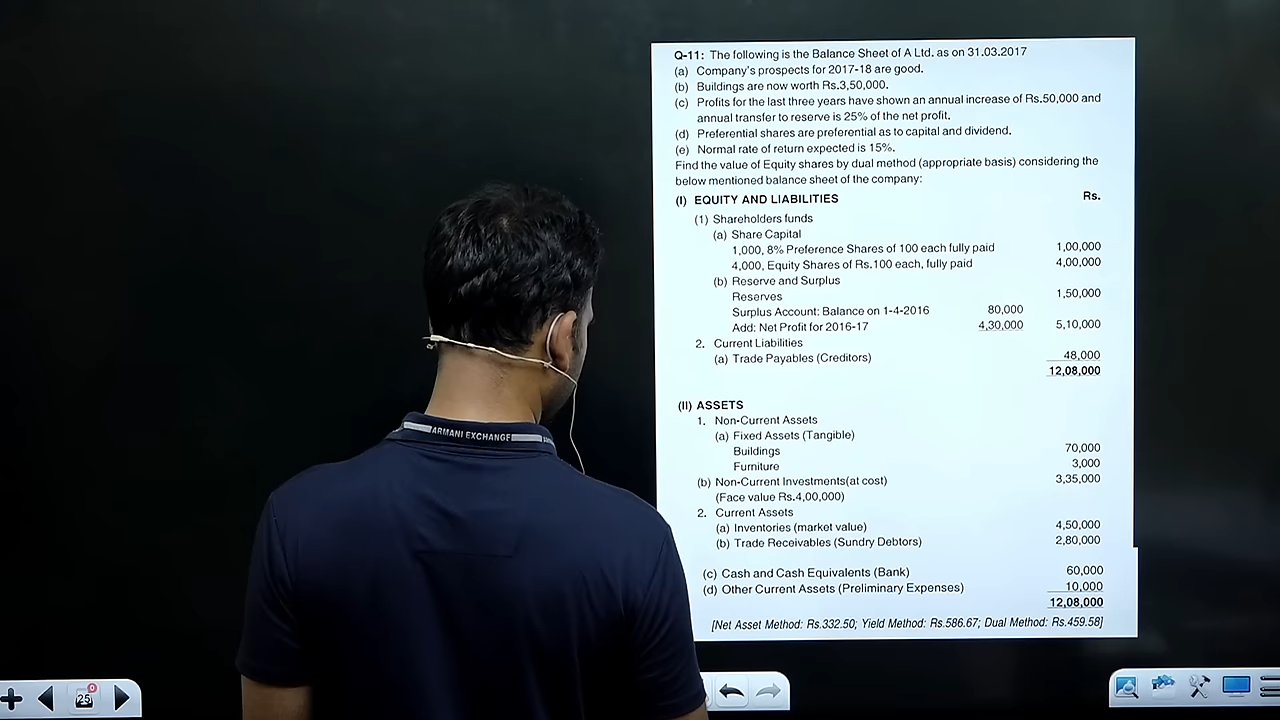 Q-11: The following is the Balance Sheet of A Ltd. as on 31.03.2017
(a) Company's prospects for 2017-18 are good.
(b) Buildings are now worth Rs.3,50,000.
(c) Profits for the last three years have shown an annual increase of Rs.50,000 and
annual transfer to reserve is 25% of the net profit.
(d) Preferential shares are preferential as to capital and dividend.
(e) Normal rate of return expected is 15%.
Find the value of Equity shares by dual method (appropriate basis) considering the
below mentioned balance sheet of the company:
(I) EQUITY AND LIABILITIES Rs.
(1) Shareholders funds
(a) Share Capital
1,000, 8% Preference Shares of 100 each fully paid 1,00,000
4,000, Equity Shares of Rs.100 each, fully paid 4,00,000
(b) Reserve and Surplus
Reserves 1,50,000
Surplus Account: Balance on 1-4-2016 80,000
Add: Net Profit for 2016-17 4,30,000 5,10,000
2. Current Liabilities
(a) Trade Payables (Creditors) 48,000
12,08,000
(II) ASSETS
1. Non-Current Assets
(a) Fixed Assets (Tangible)
Buildings 70,000
Furniture 3,000
(b) Non-Current Investments(at cost) 3,35,000
(Face value Rs.4,00,000)
2. Current Assets
(a) Inventories (market value) 4,50,000
(b) Trade Receivables (Sundry Debtors) 2,80,000
(c) Cash and Cash Equivalents (Bank) 60,000
(d) Other Current Assets (Preliminary Expenses) 10,000
12,08,000
[Net Asset Method: Rs.332.50; Yield Method: Rs.586.67; Dual Method: Rs.459.58]
ARMANI EXCHANGE
25
0